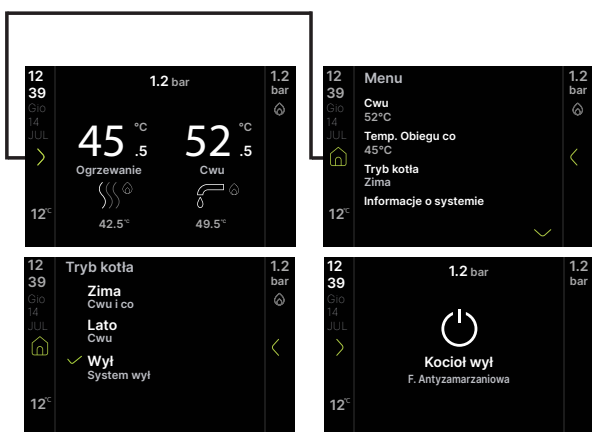 12
39
Gio
14
JUL
12°C
1.2 bar
45.5 °C
52.5 °C
Ogrzewanie
Cwu
42.5°C
49.5°C
1.2
bar
12
39
Gio
14
JUL
12°C
Menu
Cwu
52°C
Temp. Obiegu co
45°C
Tryb kotła
Zima
Informacje o systemie
1.2
bar
12
39
Gio
14
JUL
12°C
Tryb kotła
Zima
Cwu i co
Lato
Cwu
Wył
System wył
1.2
bar
12
39
Gio
14
JUL
12°C
1.2 bar
Kocioł wył
F. Antyzamarzaniowa
1.2
bar